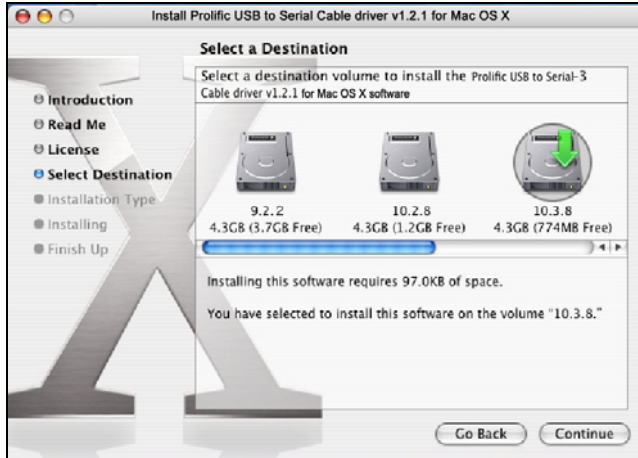 Install Prolific USB to Serial Cable driver v1.2.1 for Mac OS X
Select a Destination
Introduction
Read Me
License
Select Destination
Installation Type
Installing
Finish Up
Select a destination volume to install the Prolific USB to Serial-3
Cable driver v1.2.1 for Mac OS X software
9.2.2
4.3GB (3.7GB Free)
10.2.8
4.3GB (1.2GB Free)
10.3.8
4.3GB (774MB Free)
Installing this software requires 97.0KB of space.
You have selected to install this software on the volume "10.3.8."
Go Back
Continue